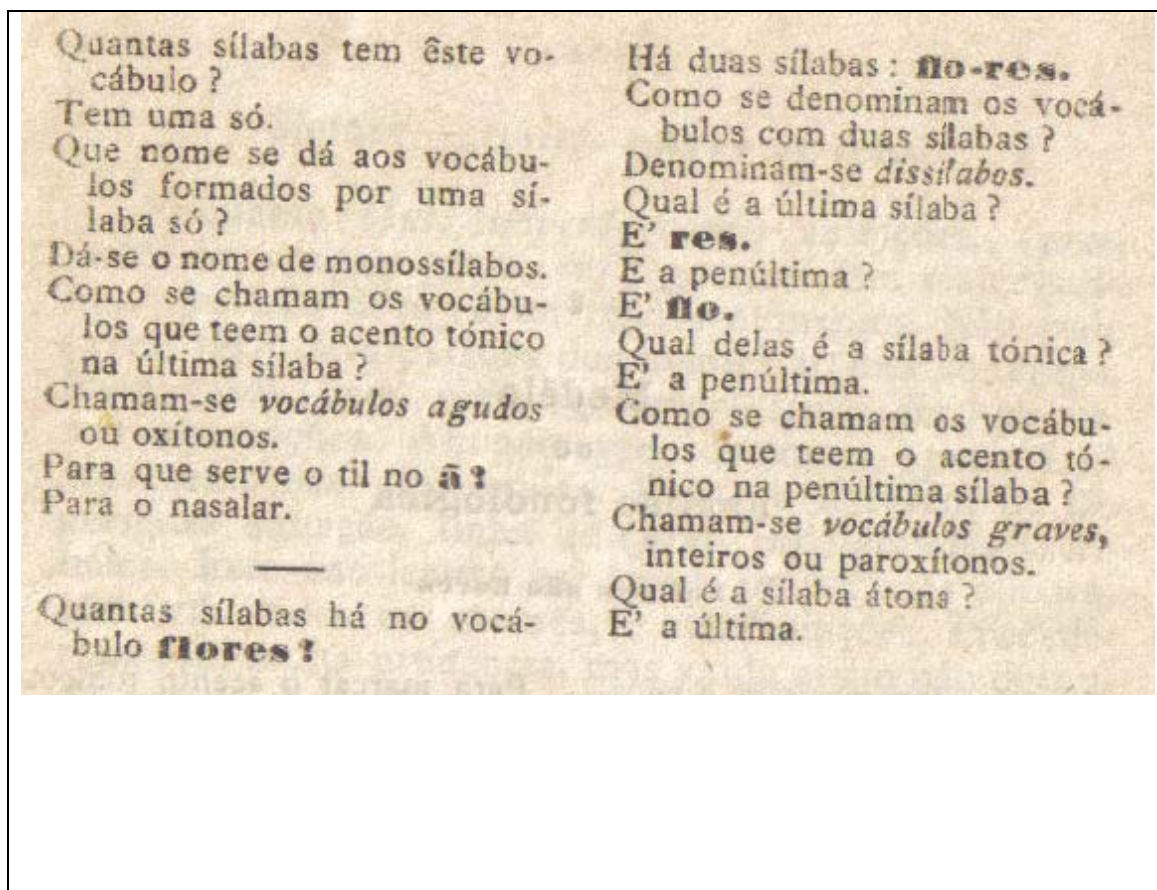 Quantas sílabas tem êste vo-
cábulo ?
Tem uma só.
Que nome se dá aos vocábu-
los formados por uma sí-
laba só ?
Dá-se o nome de monossílabos.
Como se chamam os vocábu-
los que teem o acento tónico
na última sílaba ?
Chamam-se vocábulos agudos
ou oxítonos.
Para que serve o til no ã ?
Para o nasalar.
Quantas sílabas há no vocá-
bulo flores ?
Há duas sílabas : flo-res.
Como se denominam os vocá-
bulos com duas sílabas ?
Denominam-se dissílabos.
Qual é a última sílaba ?
E' res.
E a penúltima ?
E' flo.
Qual delas é a sílaba tónica ?
E' a penúltima.
Como se chamam os vocábu-
los que teem o acento tó-
nico na penúltima sílaba ?
Chamam-se vocábulos graves,
inteiros ou paroxítonos.
Qual é a sílaba átona ?
E' a última.